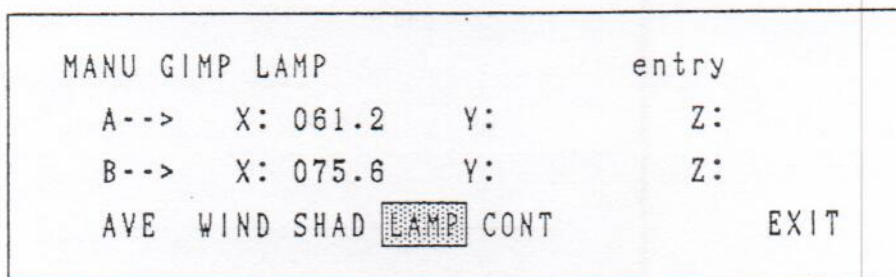 MANU GIMP LAMP entry
A--> X: 061.2 Y: Z:
B--> X: 075.6 Y: Z:
AVE WIND SHAD LAMP CONT EXIT